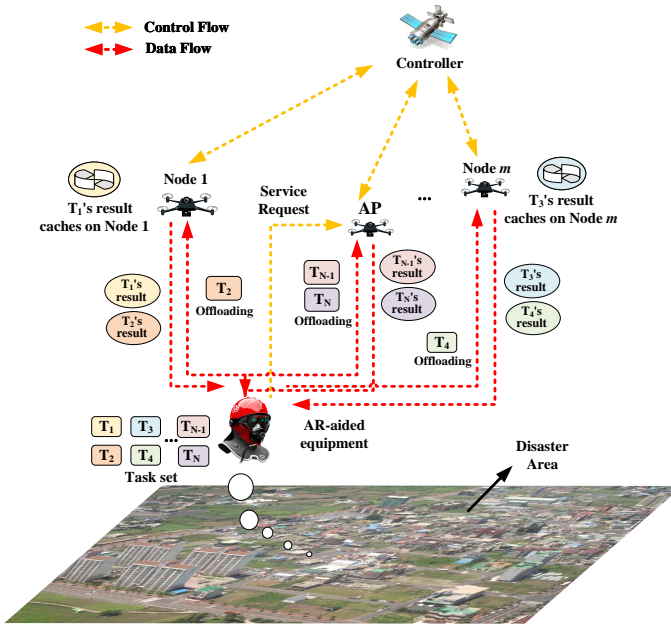 Control Flow
Data Flow
Controller
Node 1
T1's result
caches on Node 1
Service
Request
AP
...
Node m
T3's result
caches on Node m
T1's
result
T2's
result
T2
Offloading
TN-1
TN
Offloading
TN-1's
result
TN's
result
T4
Offloading
T3's
result
T4's
result
T1
T3
...
TN-1
T2
T4
TN
Task set
AR-aided
equipment
Disaster
Area